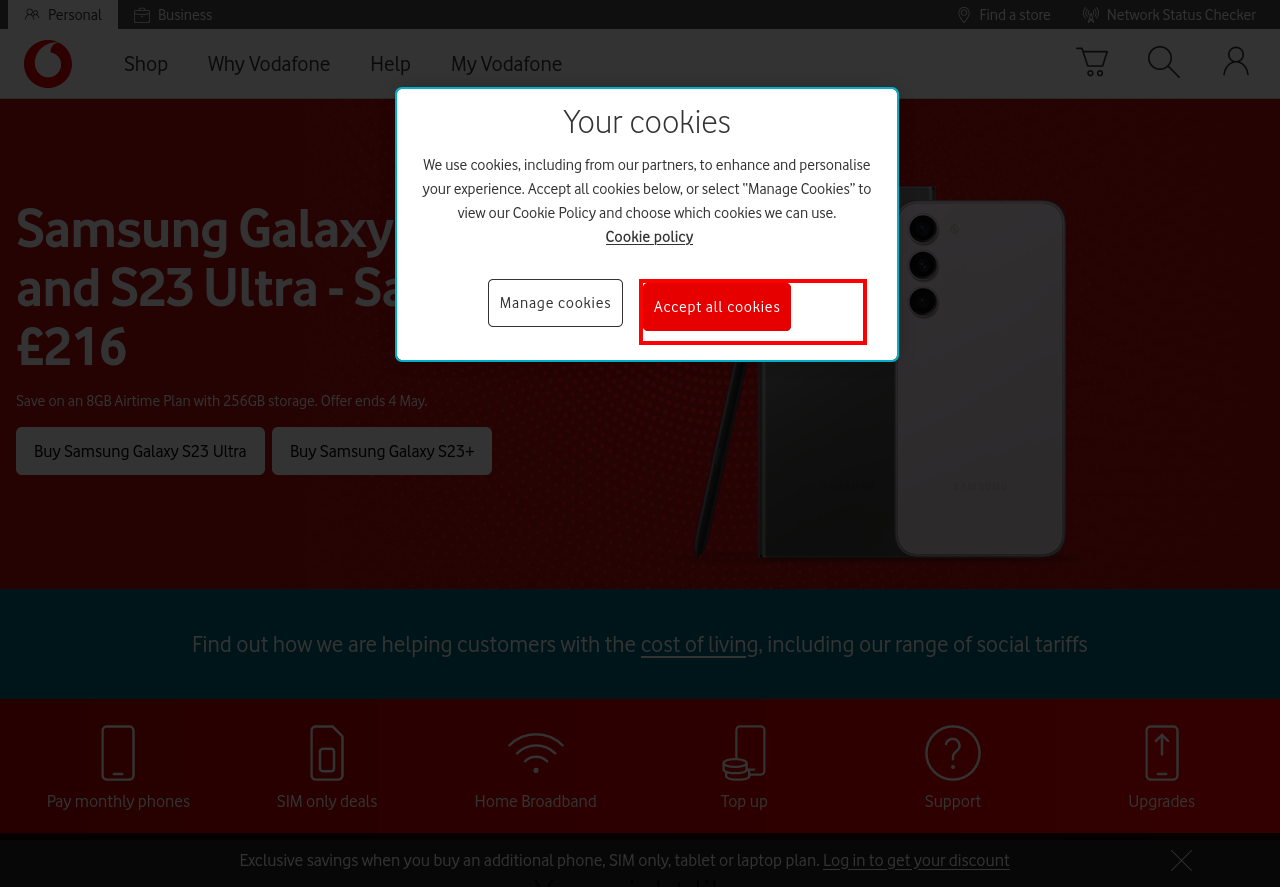 Personal
Business
Find a store
Network Status Checker
Shop
Why Vodafone
Help
My Vodafone
Your cookies
We use cookies, including from our partners, to enhance and personalise
your experience. Accept all cookies below, or select “Manage Cookies” to
view our Cookie Policy and choose which cookies we can use.
Cookie policy
Manage cookies
Accept all cookies
Samsung Galaxy
and S23 Ultra - Sa
£216
Save on an 8GB Airtime Plan with 256GB storage. Offer ends 4 May.
Buy Samsung Galaxy S23 Ultra
Buy Samsung Galaxy S23+
SAMSUNG
Find out how we are helping customers with the cost of living, including our range of social tariffs
Pay monthly phones
SIM only deals
Home Broadband
Top up
Support
Upgrades
Exclusive savings when you buy an additional phone, SIM only, tablet or laptop plan. Log in to get your discount